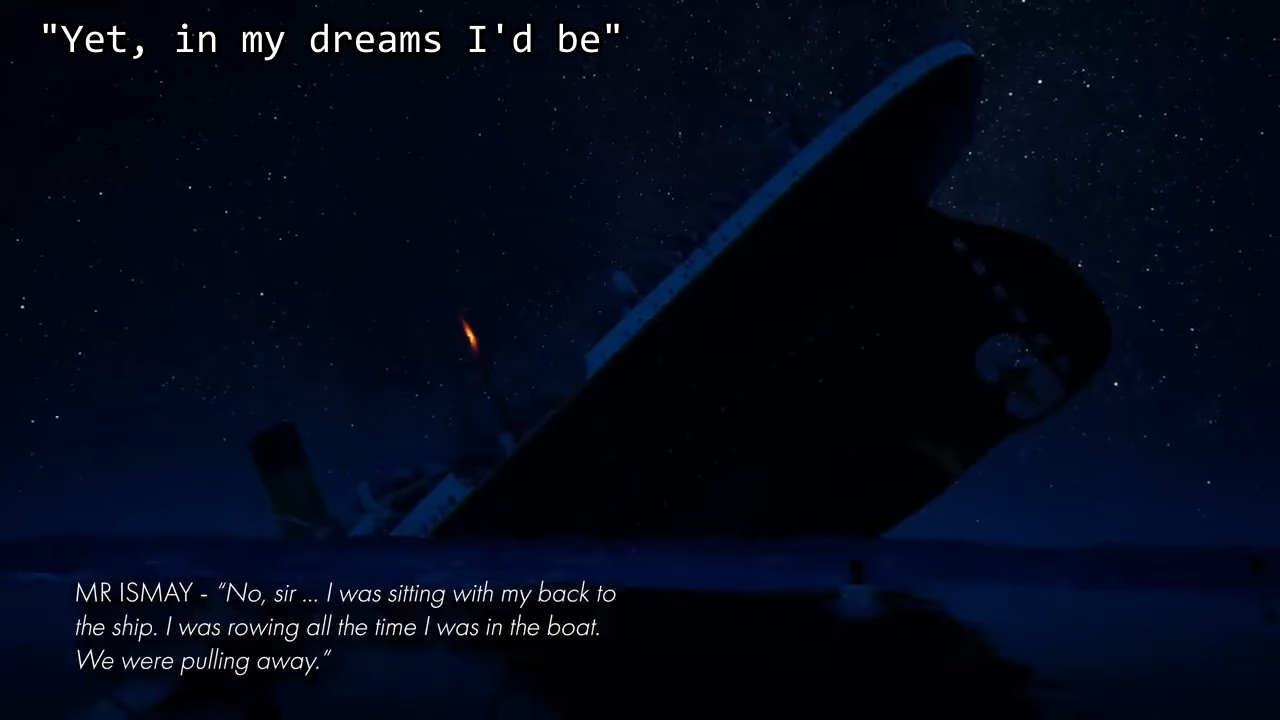 "Yet, in my dreams I'd be"
MR ISMAY - “No, sir ... I was sitting with my back to
the ship. I was rowing all the time I was in the boat.
We were pulling away.”